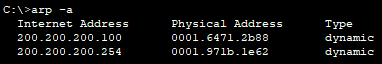 C:\>arp -a
Internet Address Physical Address Type
200.200.200.100 0001.6471.2b88 dynamic
200.200.200.254 0001.971b.1e62 dynamic